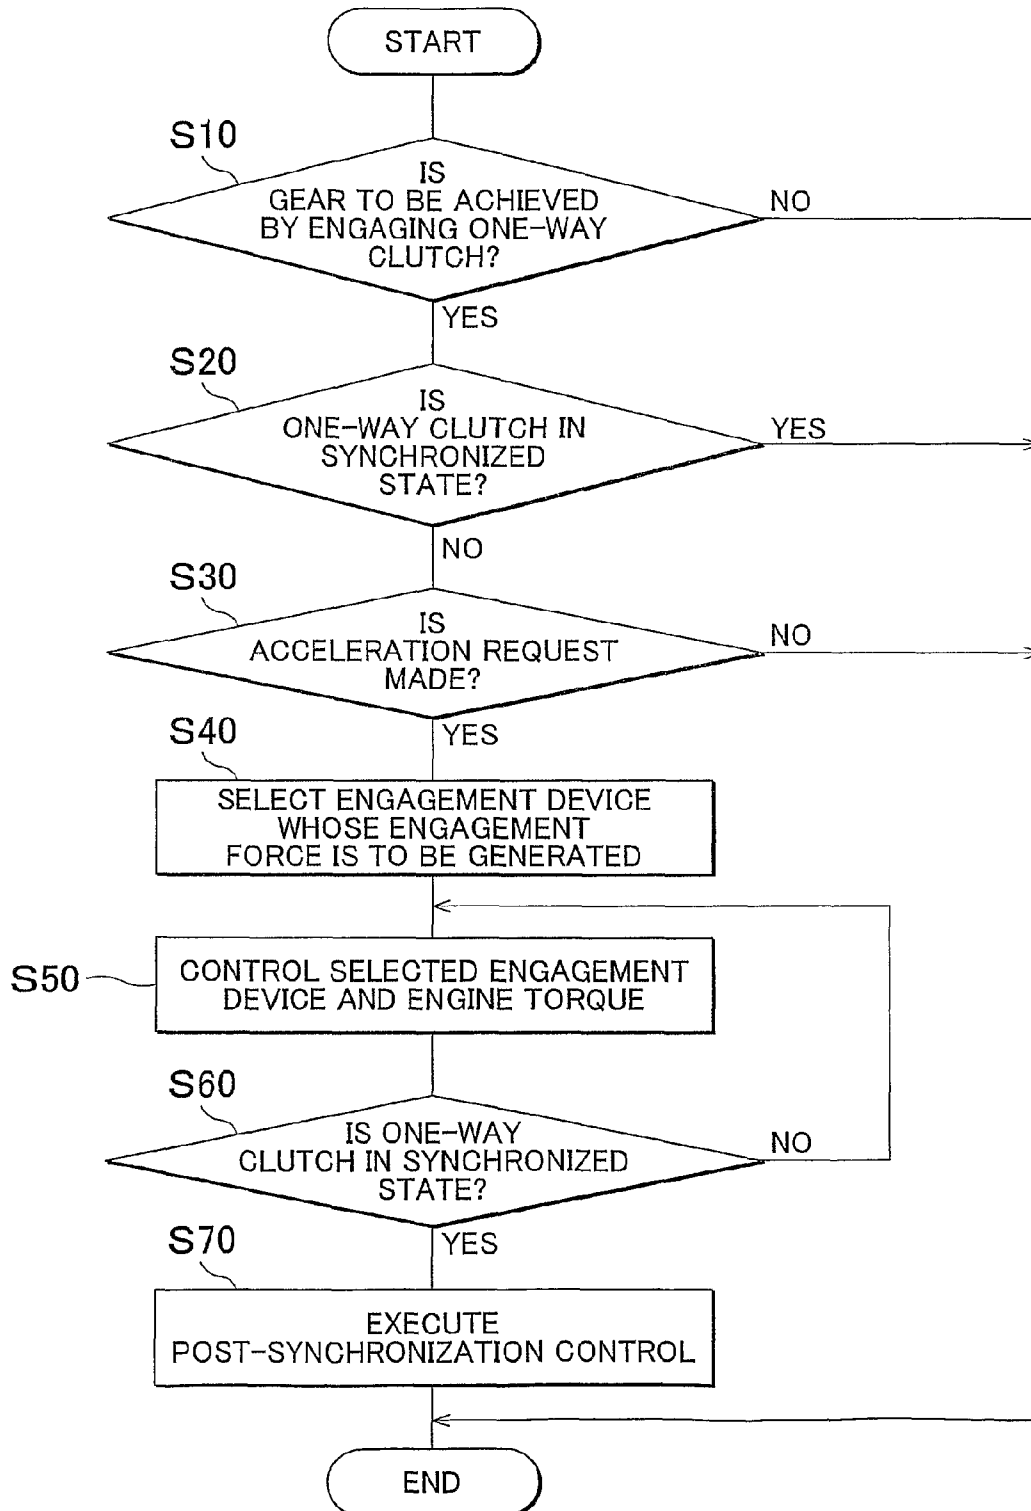 START
S10
IS
GEAR TO BE ACHIEVED
BY ENGAGING ONE-WAY
CLUTCH?
NO
YES
S20
IS
ONE-WAY CLUTCH IN
SYNCHRONIZED
STATE?
YES
NO
S30
IS
ACCELERATION REQUEST
MADE?
NO
YES
S40
SELECT ENGAGEMENT DEVICE
WHOSE ENGAGEMENT
FORCE IS TO BE GENERATED
S50
CONTROL SELECTED ENGAGEMENT
DEVICE AND ENGINE TORQUE
S60
IS ONE-WAY
CLUTCH IN SYNCHRONIZED
STATE?
NO
YES
S70
EXECUTE
POST-SYNCHRONIZATION CONTROL
END